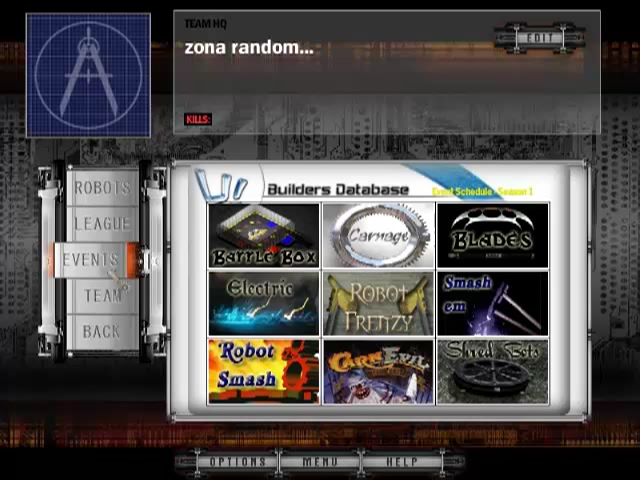 TEAM HQ
zona random...
EDIT
KILLS:
ROBOTS
LEAGUE
EVENTS
TEAM
BACK
Builders Database
Event Schedule - Season 1
BATTLE BOX
Carnage
BLADES
Electric
ROBOT FRENZY
Smash em
Robot Smash
CARNEVIL
Shred Bots
OPTIONS
MENU
HELP